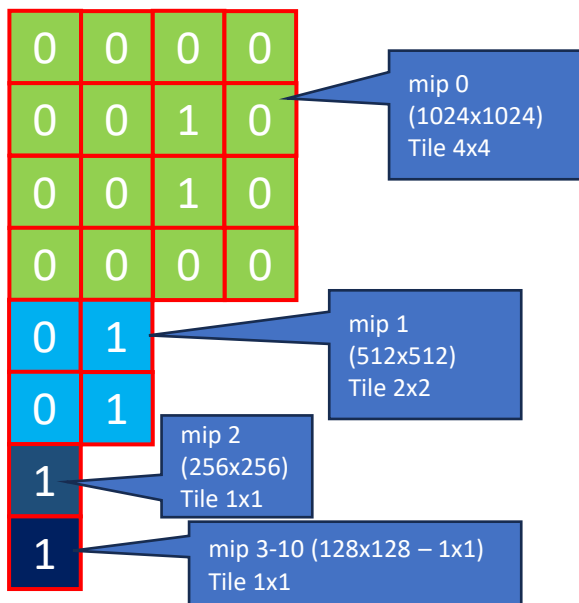 0 0 0 0
0 0 1 0
0 0 1 0
0 0 0 0
mip 0
(1024x1024)
Tile 4x4
0 1
0 1
mip 1
(512x512)
Tile 2x2
1
mip 2
(256x256)
Tile 1x1
1
mip 3-10 (128x128 – 1x1)
Tile 1x1